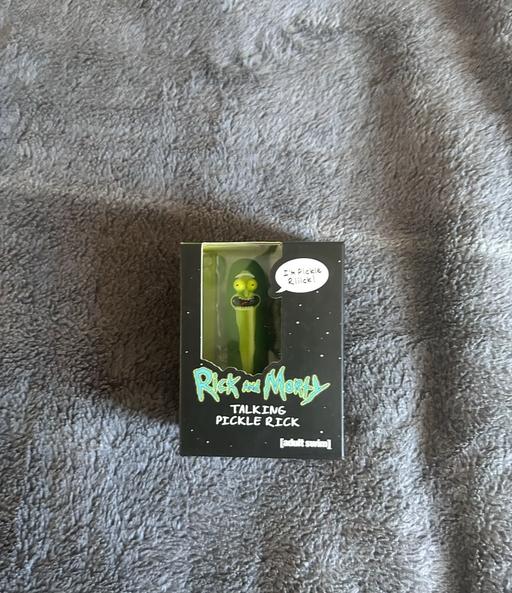 I'm Pickle
Riiick!
Rick and Morty
TALKING
PICKLE RICK
[adult swim]